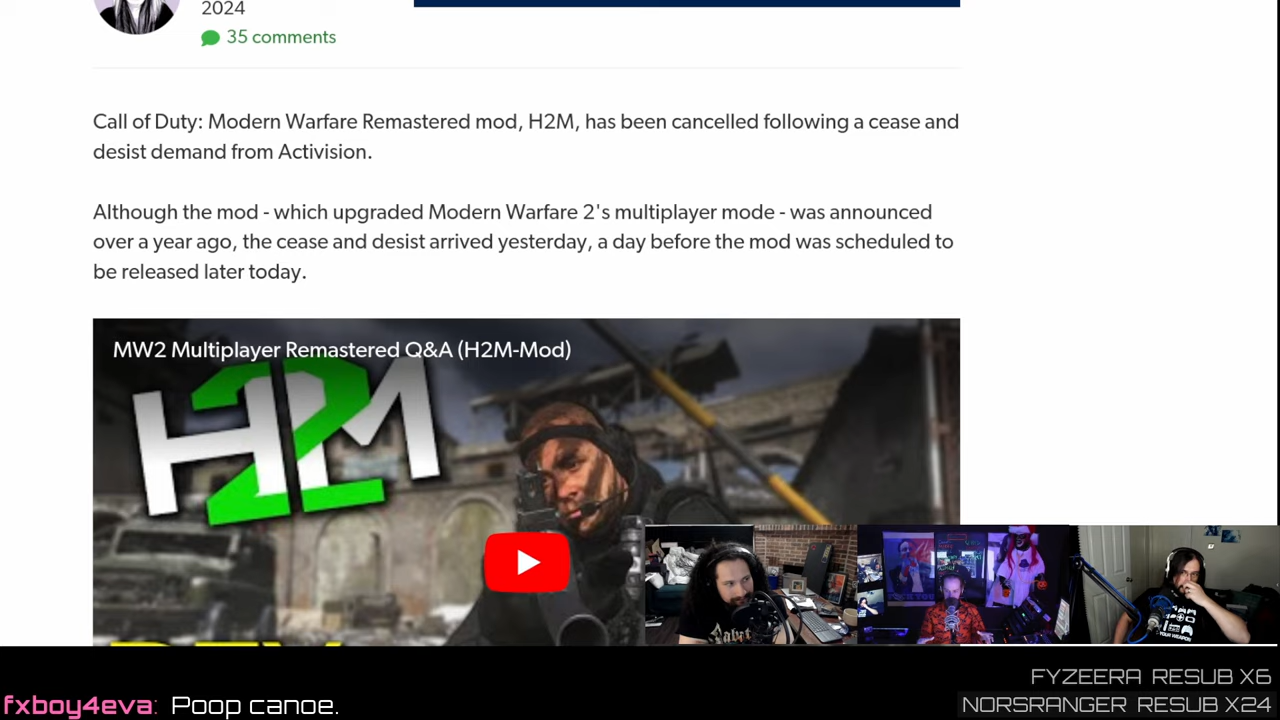 2024
35 comments
Call of Duty: Modern Warfare Remastered mod, H2M, has been cancelled following a cease and
desist demand from Activision.
Although the mod - which upgraded Modern Warfare 2's multiplayer mode - was announced
over a year ago, the cease and desist arrived yesterday, a day before the mod was scheduled to
be released later today.
MW2 Multiplayer Remastered Q&A (H2M-Mod)
H2M
FYZEERA RESUB X6
fxboy4eva: Poop canoe.
NORSRANGER RESUB X24